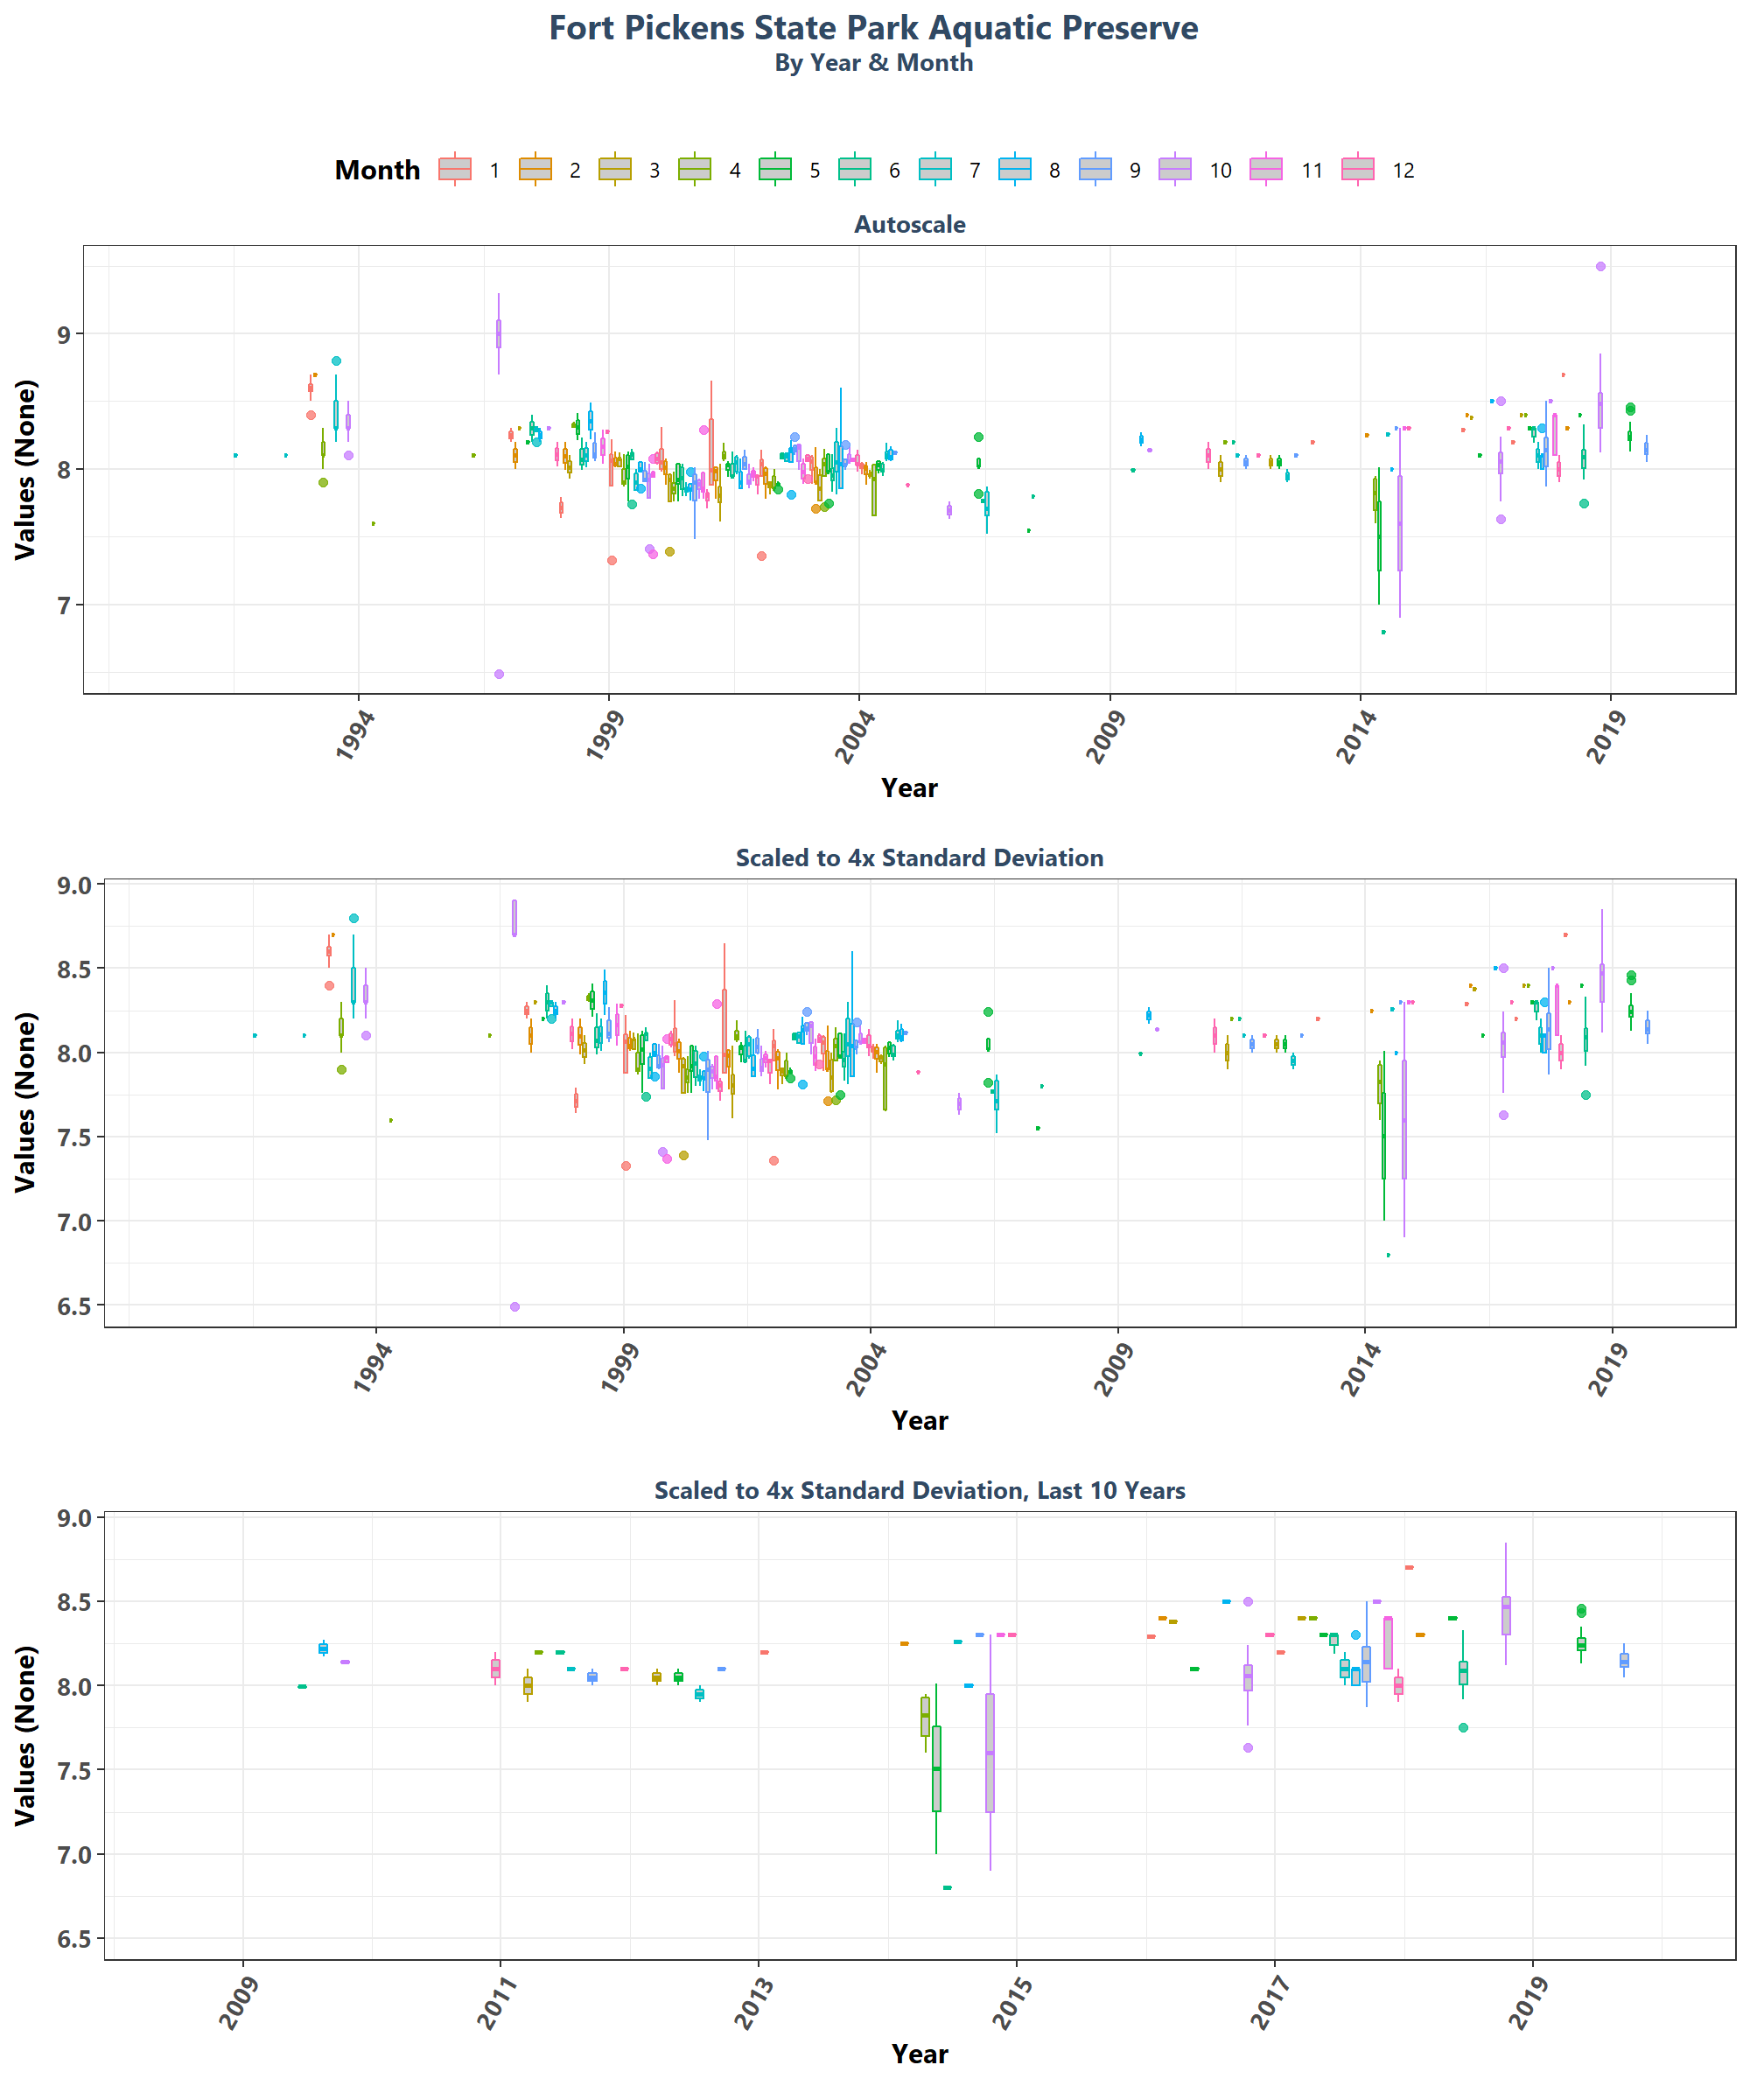 Fort Pickens State Park Aquatic Preserve
By Year & Month
Month 1 2 3 4 5 6 7 8 9 10 11 12
Autoscale
Values (None)
9
8
7
1994 1999 2004 2009 2014 2019
Year
Scaled to 4x Standard Deviation
Values (None)
9.0
8.5
8.0
7.5
7.0
6.5
1994 1999 2004 2009 2014 2019
Year
Scaled to 4x Standard Deviation, Last 10 Years
Values (None)
9.0
8.5
8.0
7.5
7.0
6.5
2009 2011 2013 2015 2017 2019
Year